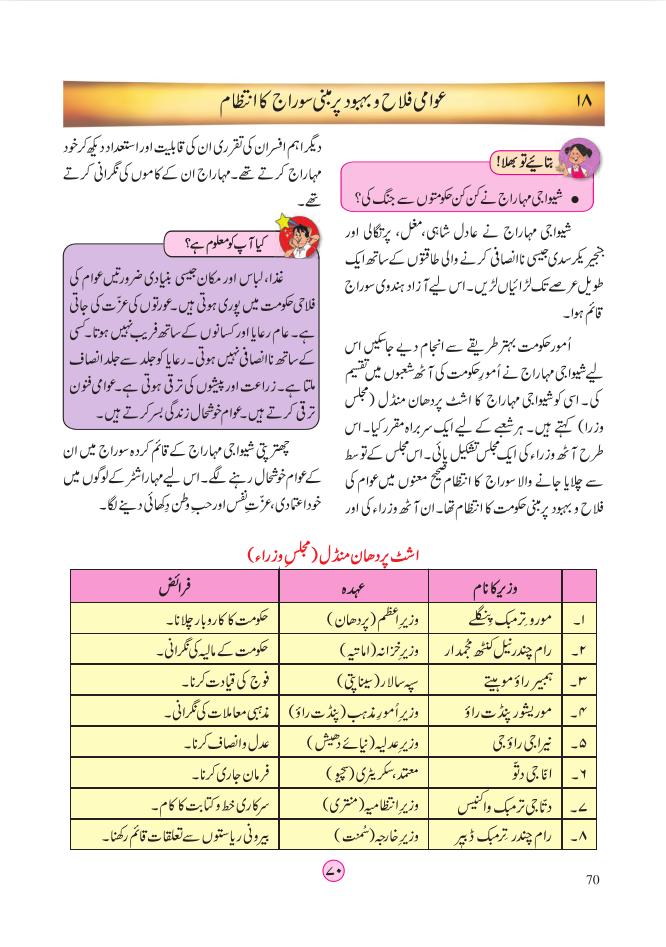 ۱۸ عوامی فلاح و بہبود پر مبنی سوراج کا انتظام
بتائیے تو بھلا!
● شیواجی مہاراج نے کن کن حکومتوں سے جنگ کی؟
شیواجی مہاراج نے عادل شاہی، مغل، پرتگالی اور
جنجیر یکر سدی جیسی ناانصافی کرنے والی طاقتوں کے ساتھ ایک
طویل عرصے تک لڑائیاں لڑیں۔ اس لیے آزاد ہندوی سوراج
قائم ہوا۔
اُمور حکومت بہتر طریقے سے انجام دیے جاسکیں اس
لیے شیواجی مہاراج نے اُمورِ حکومت کی آٹھ شعبوں میں تقسیم
کی۔ اسی کو شیواجی مہاراج کا اشٹ پردھان منڈل (مجلس
وزرا) کہتے ہیں۔ ہر شعبے کے لیے ایک سربراہ مقرر کیا۔ اس
طرح آٹھ وزراء کی ایک مجلس تشکیل پائی۔ اس مجلس کے توسط
سے چلایا جانے والا سوراج کا انتظام صحیح معنوں میں عوام کی
فلاح و بہبود پر مبنی حکومت کا انتظام تھا۔ ان آٹھ وزراء کی اور
دیگر اہم افسران کی تقرری ان کی قابلیت اور استعداد دیکھ کر خود
مہاراج کرتے تھے۔ مہاراج ان کے کاموں کی نگرانی کرتے
تھے۔
کیا آپ کو معلوم ہے؟
غذا، لباس اور مکان جیسی بنیادی ضرورتیں عوام کی
فلاحی حکومت میں پوری ہوتی ہیں۔ عورتوں کی عزّت کی جاتی
ہے۔ عام رعایا اور کسانوں کے ساتھ فریب نہیں ہوتا۔ کسی
کے ساتھ ناانصافی نہیں ہوتی۔ رعایا کو جلد سے جلد انصاف
ملتا ہے۔ زراعت اور پیشوں کی ترقی ہوتی ہے۔ عوامی فنون
ترقی کرتے ہیں۔ عوام خوشحال زندگی بسر کرتے ہیں۔
چھترپتی شیواجی مہاراج کے قائم کردہ سوراج میں ان
کے عوام خوشحال رہنے لگے۔ اس لیے مہاراشٹر کے لوگوں میں
خود اعتمادی، عزّتِ نفس اور حب وطن دِکھائی دینے لگا۔
اشٹ پردھان منڈل (مجلسِ وزراء)
وزیر کا نام عہدہ فرائض
۱۔ مورو ترمبک پنگلے وزیرِ اعظم (پردھان) حکومت کا کاروبار چلانا۔
۲۔ رام چندر نیل کنٹھ مجمدار وزیرِ خزانہ (اماتیہ) حکومت کے مالیہ کی نگرانی۔
۳۔ ہمبیر راؤ موہیتے سپہ سالار (سیناپتی) فوج کی قیادت کرنا۔
۴۔ موریشور پنڈت راؤ وزیرِ اُمورِ مذہب (پنڈت راؤ) مذہبی معاملات کی نگرانی۔
۵۔ نیراجی راؤ جی وزیرِ عدلیہ (نیائے دھیش) عدل و انصاف کرنا۔
۶۔ انّاجی دتّو معتمد، سکریٹری (سچیو) فرمان جاری کرنا۔
۷۔ دتّاجی ترمبک واکنیس وزیرِ انتظامیہ (منتری) سرکاری خط و کتابت کا کام۔
۸۔ رام چندر ترمبک ڈبیر وزیرِ خارجہ (سُمنت) بیرونی ریاستوں سے تعلقات قائم رکھنا۔
۷۰
70